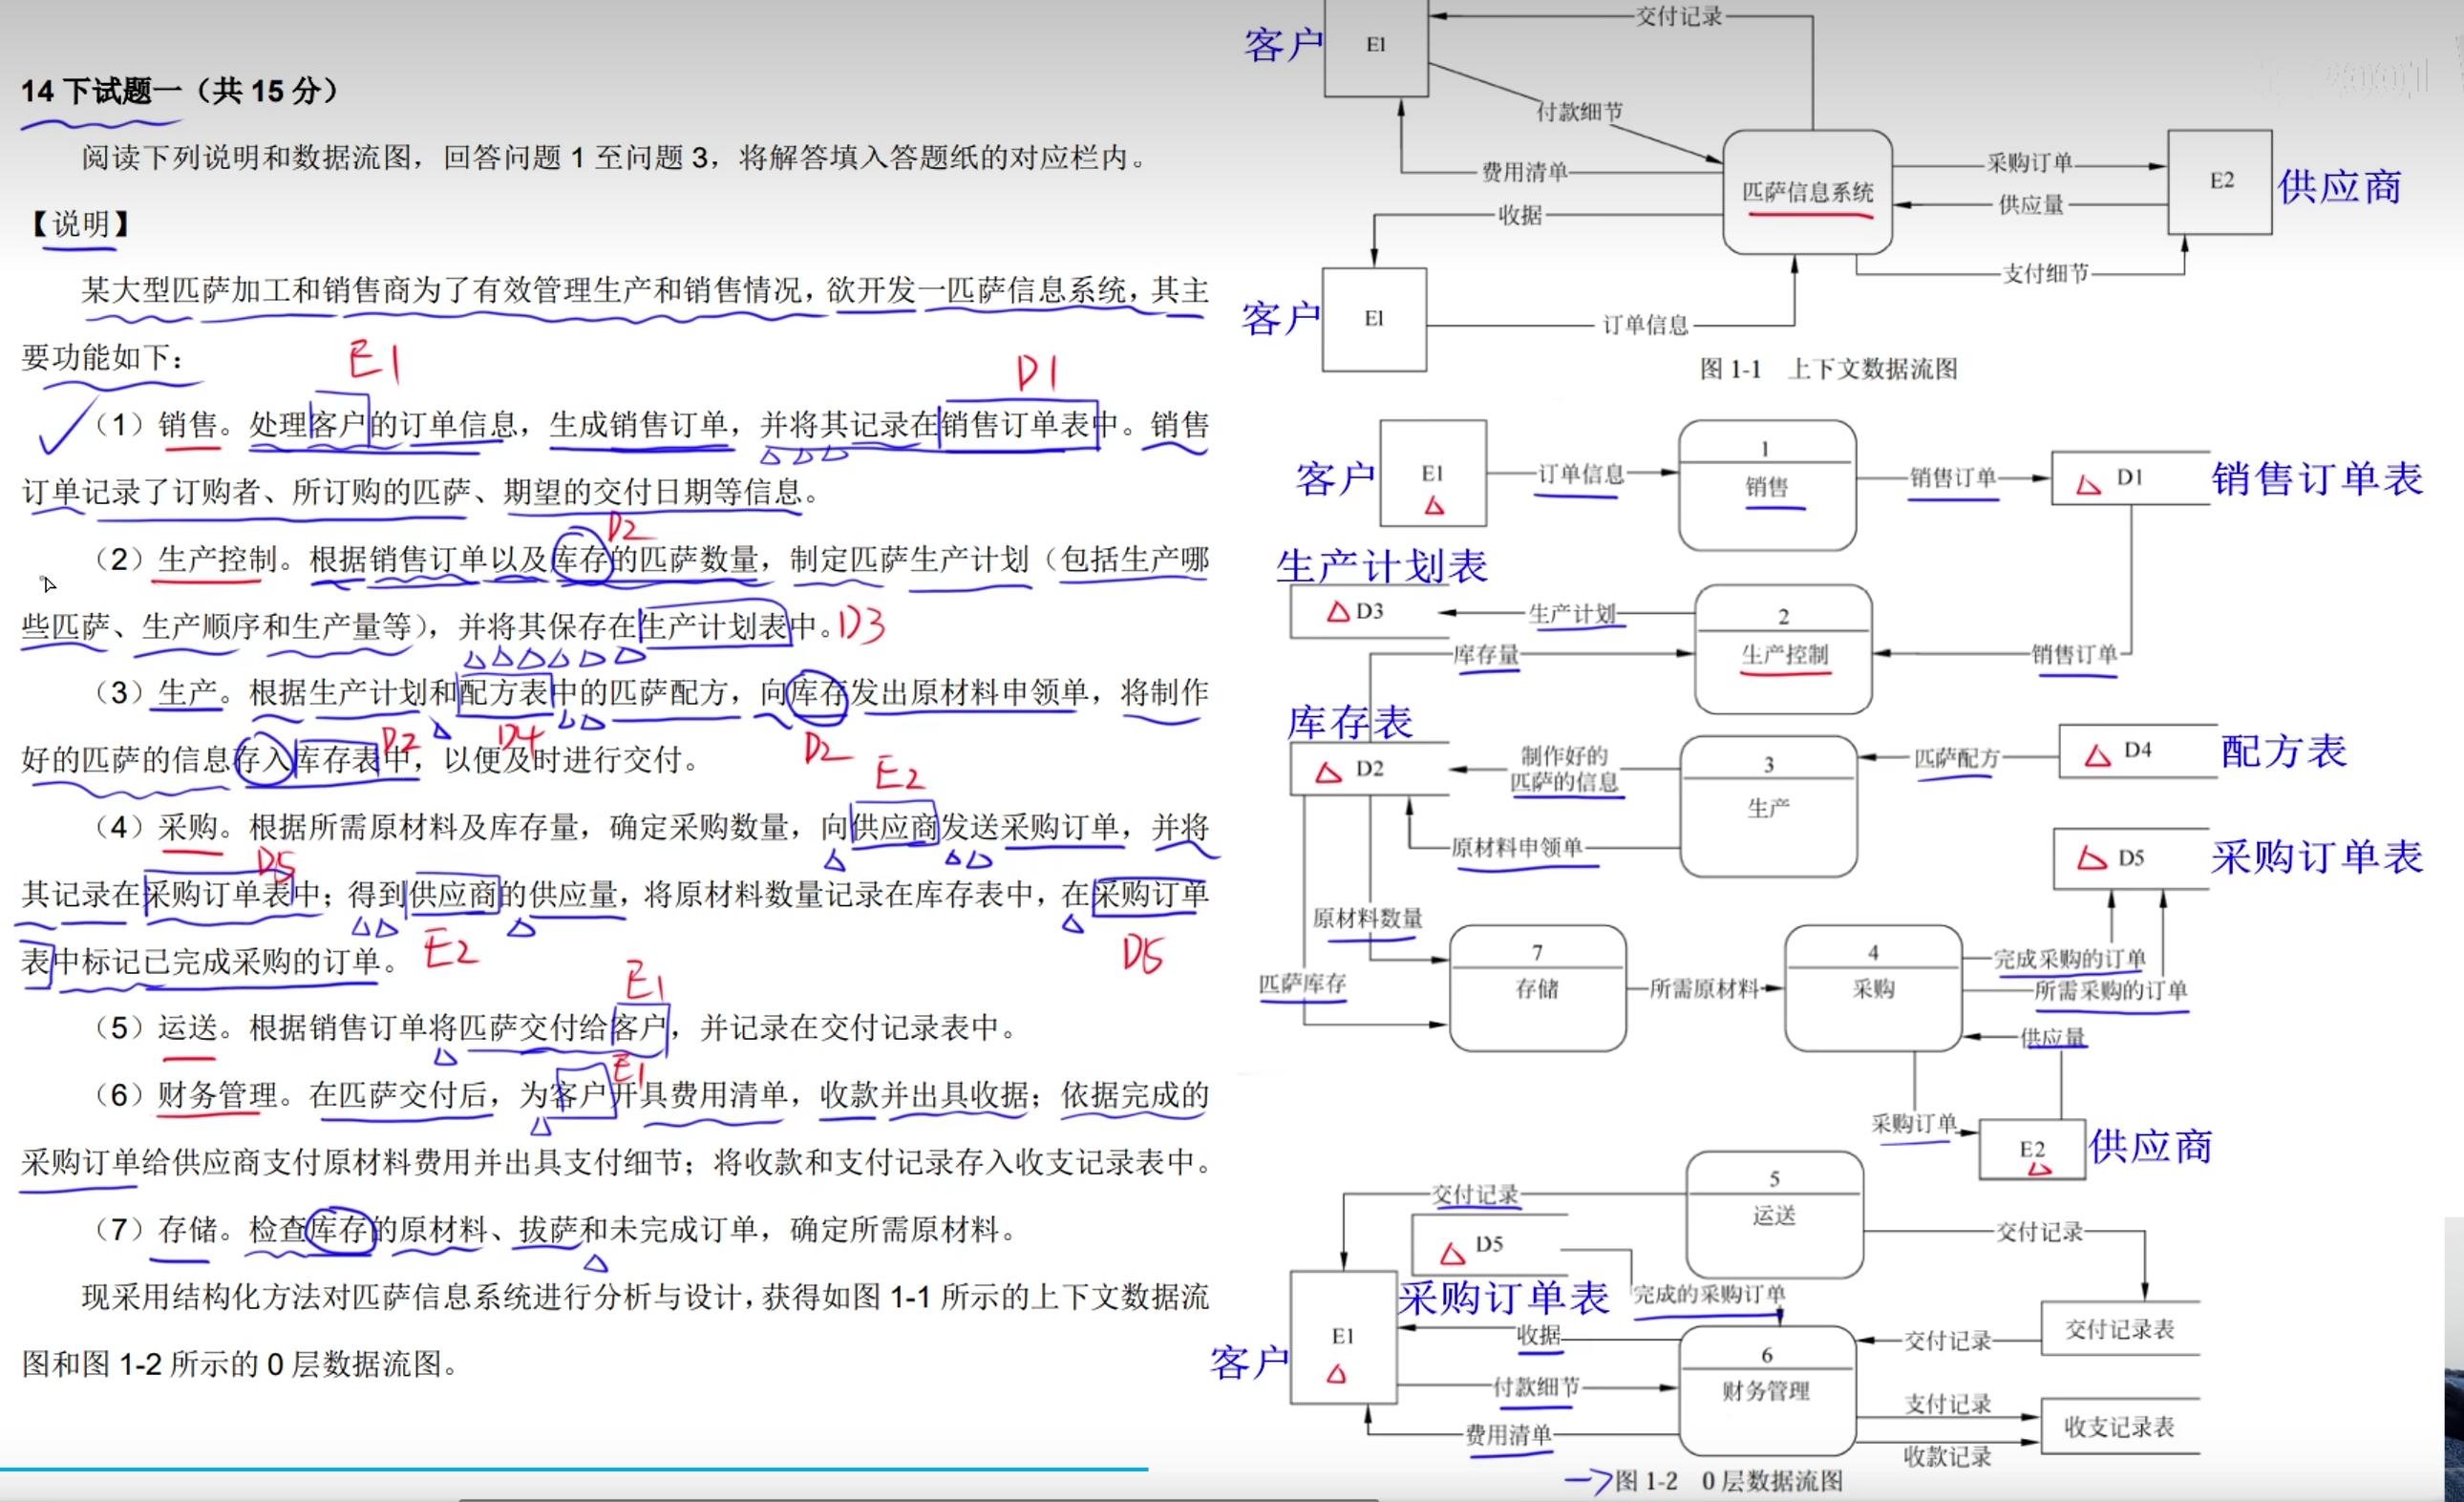 14 下试题一（共 15 分）
阅读下列说明和数据流图，回答问题 1 至问题 3，将解答填入答题纸的对应栏内。
【说明】
某大型匹萨加工和销售商为了有效管理生产和销售情况，欲开发一匹萨信息系统，其主
要功能如下：
E1
D1
（1）销售。处理客户的订单信息，生成销售订单，并将其记录在销售订单表中。销售
订单记录了订购者、所订购的匹萨、期望的交付日期等信息。
D2
（2）生产控制。根据销售订单以及库存的匹萨数量，制定匹萨生产计划（包括生产哪
些匹萨、生产顺序和生产量等），并将其保存在生产计划表中。D3
（3）生产。根据生产计划和配方表中的匹萨配方，向库存发出原材料申领单，将制作
D2
D4
D2
好的匹萨的信息存入库存表中，以便及时进行交付。
E2
（4）采购。根据所需原材料及库存量，确定采购数量，向供应商发送采购订单，并将
D5
其记录在采购订单表中；得到供应商的供应量，将原材料数量记录在库存表中，在采购订单
E2
D5
表中标记已完成采购的订单。
E1
（5）运送。根据销售订单将匹萨交付给客户，并记录在交付记录表中。
E1
（6）财务管理。在匹萨交付后，为客户开具费用清单，收款并出具收据；依据完成的
采购订单给供应商支付原材料费用并出具支付细节；将收款和支付记录存入收支记录表中。
（7）存储。检查库存的原材料、拔萨和未完成订单，确定所需原材料。
现采用结构化方法对匹萨信息系统进行分析与设计，获得如图 1-1 所示的上下文数据流
图和图 1-2 所示的 0 层数据流图。
交付记录
客户
E1
付款细节
费用清单
收据
匹萨信息系统
采购订单
供应量
支付细节
E2
供应商
客户
E1
订单信息
图 1-1 上下文数据流图
客户
E1
订单信息
1
销售
销售订单
D1
销售订单表
生产计划表
D3
生产计划
2
生产控制
库存量
销售订单
库存表
D2
制作好的
匹萨的信息
3
生产
匹萨配方
D4
配方表
原材料申领单
D5
采购订单表
原材料数量
匹萨库存
7
存储
所需原材料
4
采购
完成采购的订单
所需采购的订单
供应量
采购订单
E2
供应商
交付记录
5
运送
交付记录
D5
采购订单表
完成的采购订单
客户
E1
收据
付款细节
费用清单
6
财务管理
交付记录
交付记录表
支付记录
收款记录
收支记录表
图 1-2 0 层数据流图